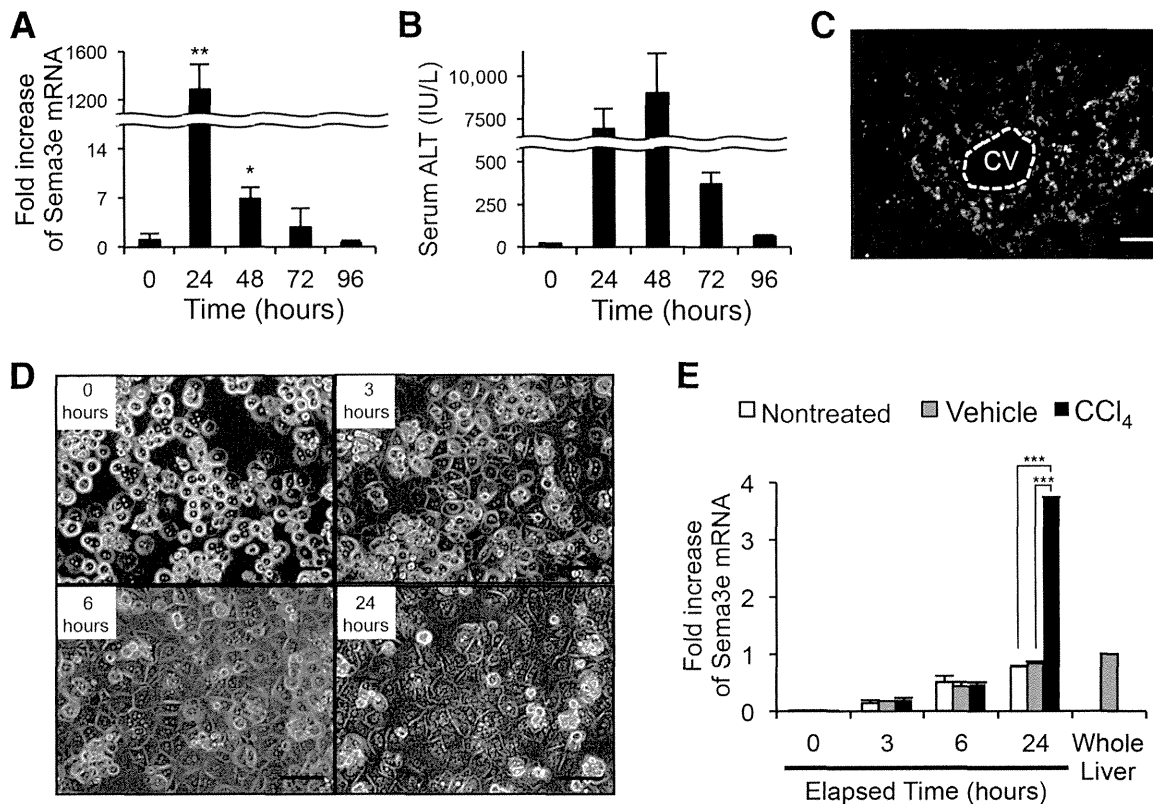 A
Fold increase
of Sema3e mRNA
1600
1200
14
7
0
**
*
0 24 48 72 96
Time (hours)
B
Serum ALT (IU/L)
10,000
7500
500
250
0
0 24 48 72 96
Time (hours)
C
CV
D
0
hours
3
hours
6
hours
24
hours
E
Nontreated Vehicle CCl₄
Fold increase
of Sema3e mRNA
4
3
2
1
0
***
***
0 3 6 24 Whole
Liver
Elapsed Time (hours)